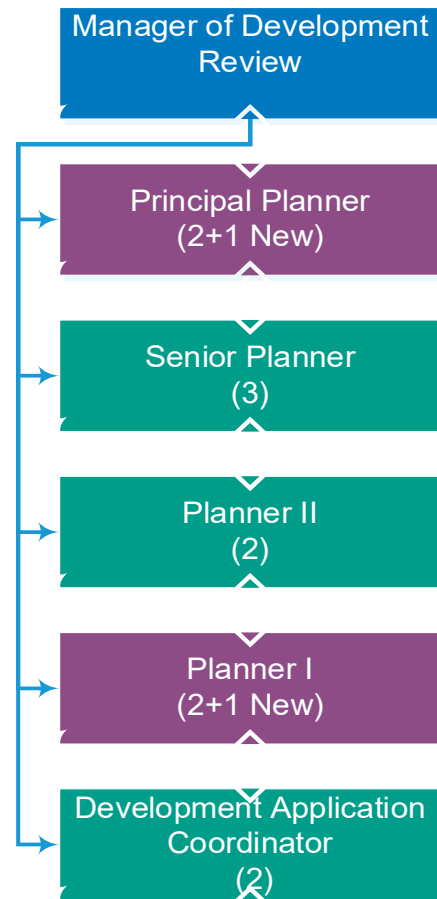 Manager of Development
Review
Principal Planner
(2+1 New)
Senior Planner
(3)
Planner II
(2)
Planner I
(2+1 New)
Development Application
Coordinator
(2)